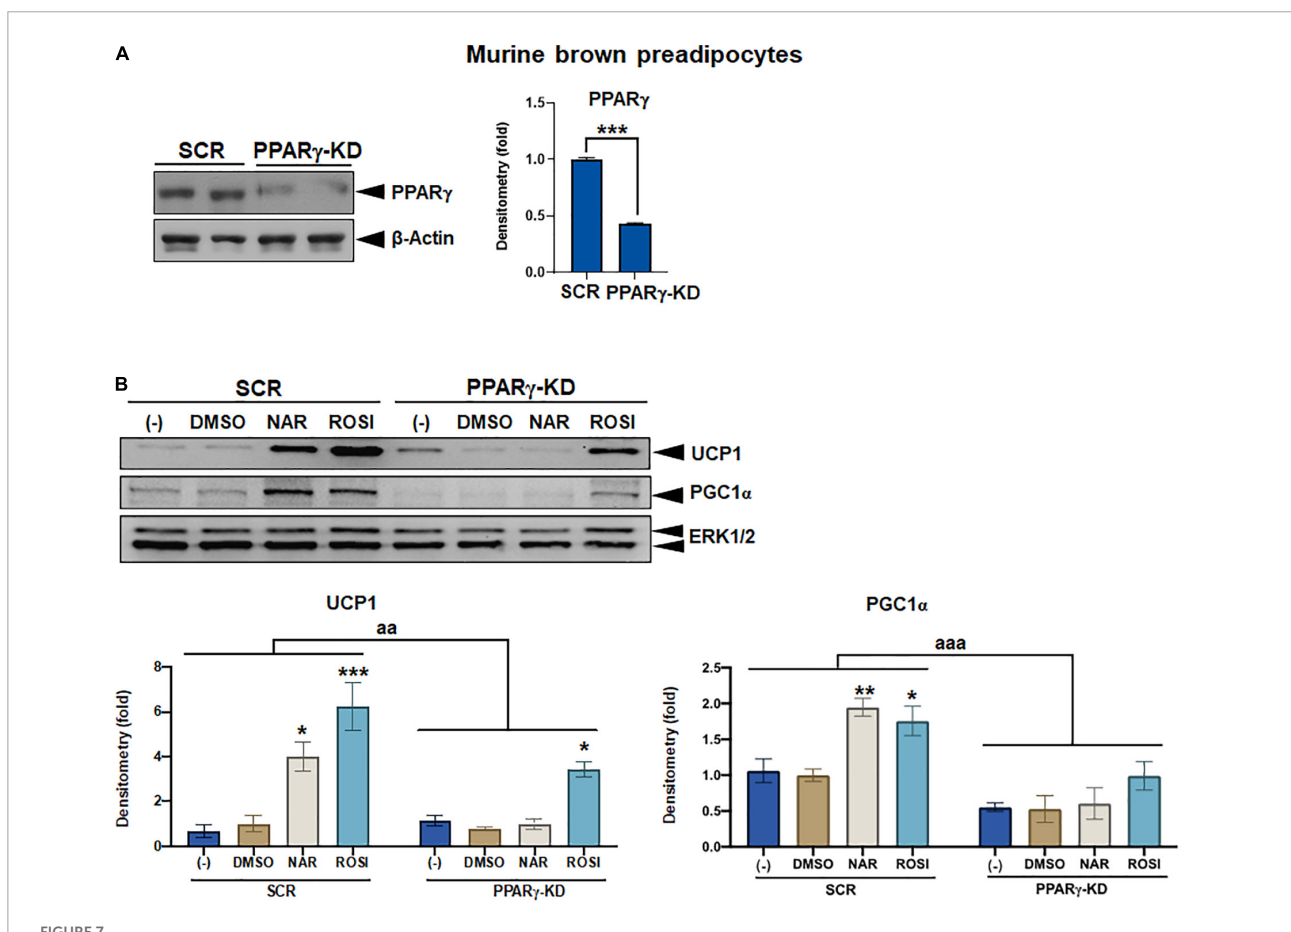 A
Murine brown preadipocytes
SCR PPARγ-KD
PPARγ
β-Actin
PPARγ
***
Densitometry (fold)
1.5
1.0
0.5
0.0
SCR PPARγ-KD
B
SCR PPARγ-KD
(-) DMSO NAR ROSI (-) DMSO NAR ROSI
UCP1
PGC1α
ERK1/2
UCP1
aa
Densitometry (fold)
8
6
4
2
0
*
***
*
(-) DMSO NAR ROSI (-) DMSO NAR ROSI
SCR PPARγ-KD
PGC1α
aaa
Densitometry (fold)
2.5
2.0
1.5
1.0
0.5
0.0
**
*
(-) DMSO NAR ROSI (-) DMSO NAR ROSI
SCR PPARγ-KD
FIGURE 7